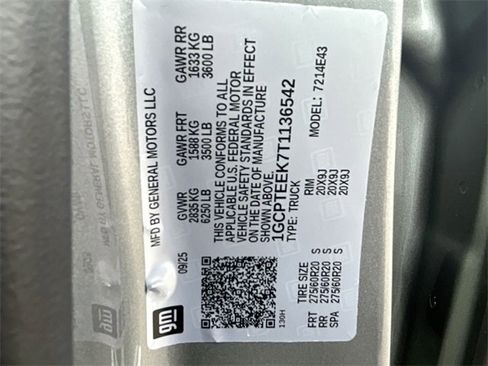 MFD BY GENERAL MOTORS LLC
09/25
GVWR
2835 KG
6250 LB
GAWR FRT
1588 KG
3500 LB
GAWR RR
1633 KG
3600 LB
THIS VEHICLE CONFORMS TO ALL
APPLICABLE U.S. FEDERAL MOTOR
VEHICLE SAFETY STANDARDS IN EFFECT
ON THE DATE OF MANUFACTURE
SHOWN ABOVE.
1GCPTEEK7T1136542
TYPE: TRUCK
MODEL: 7 214E43
gm
130H
TIRE SIZE RIM
FRT 275/60R20 S 20X9J
RR 275/60R20 S 20X9J
SPA 275/60R20 S 20X9J